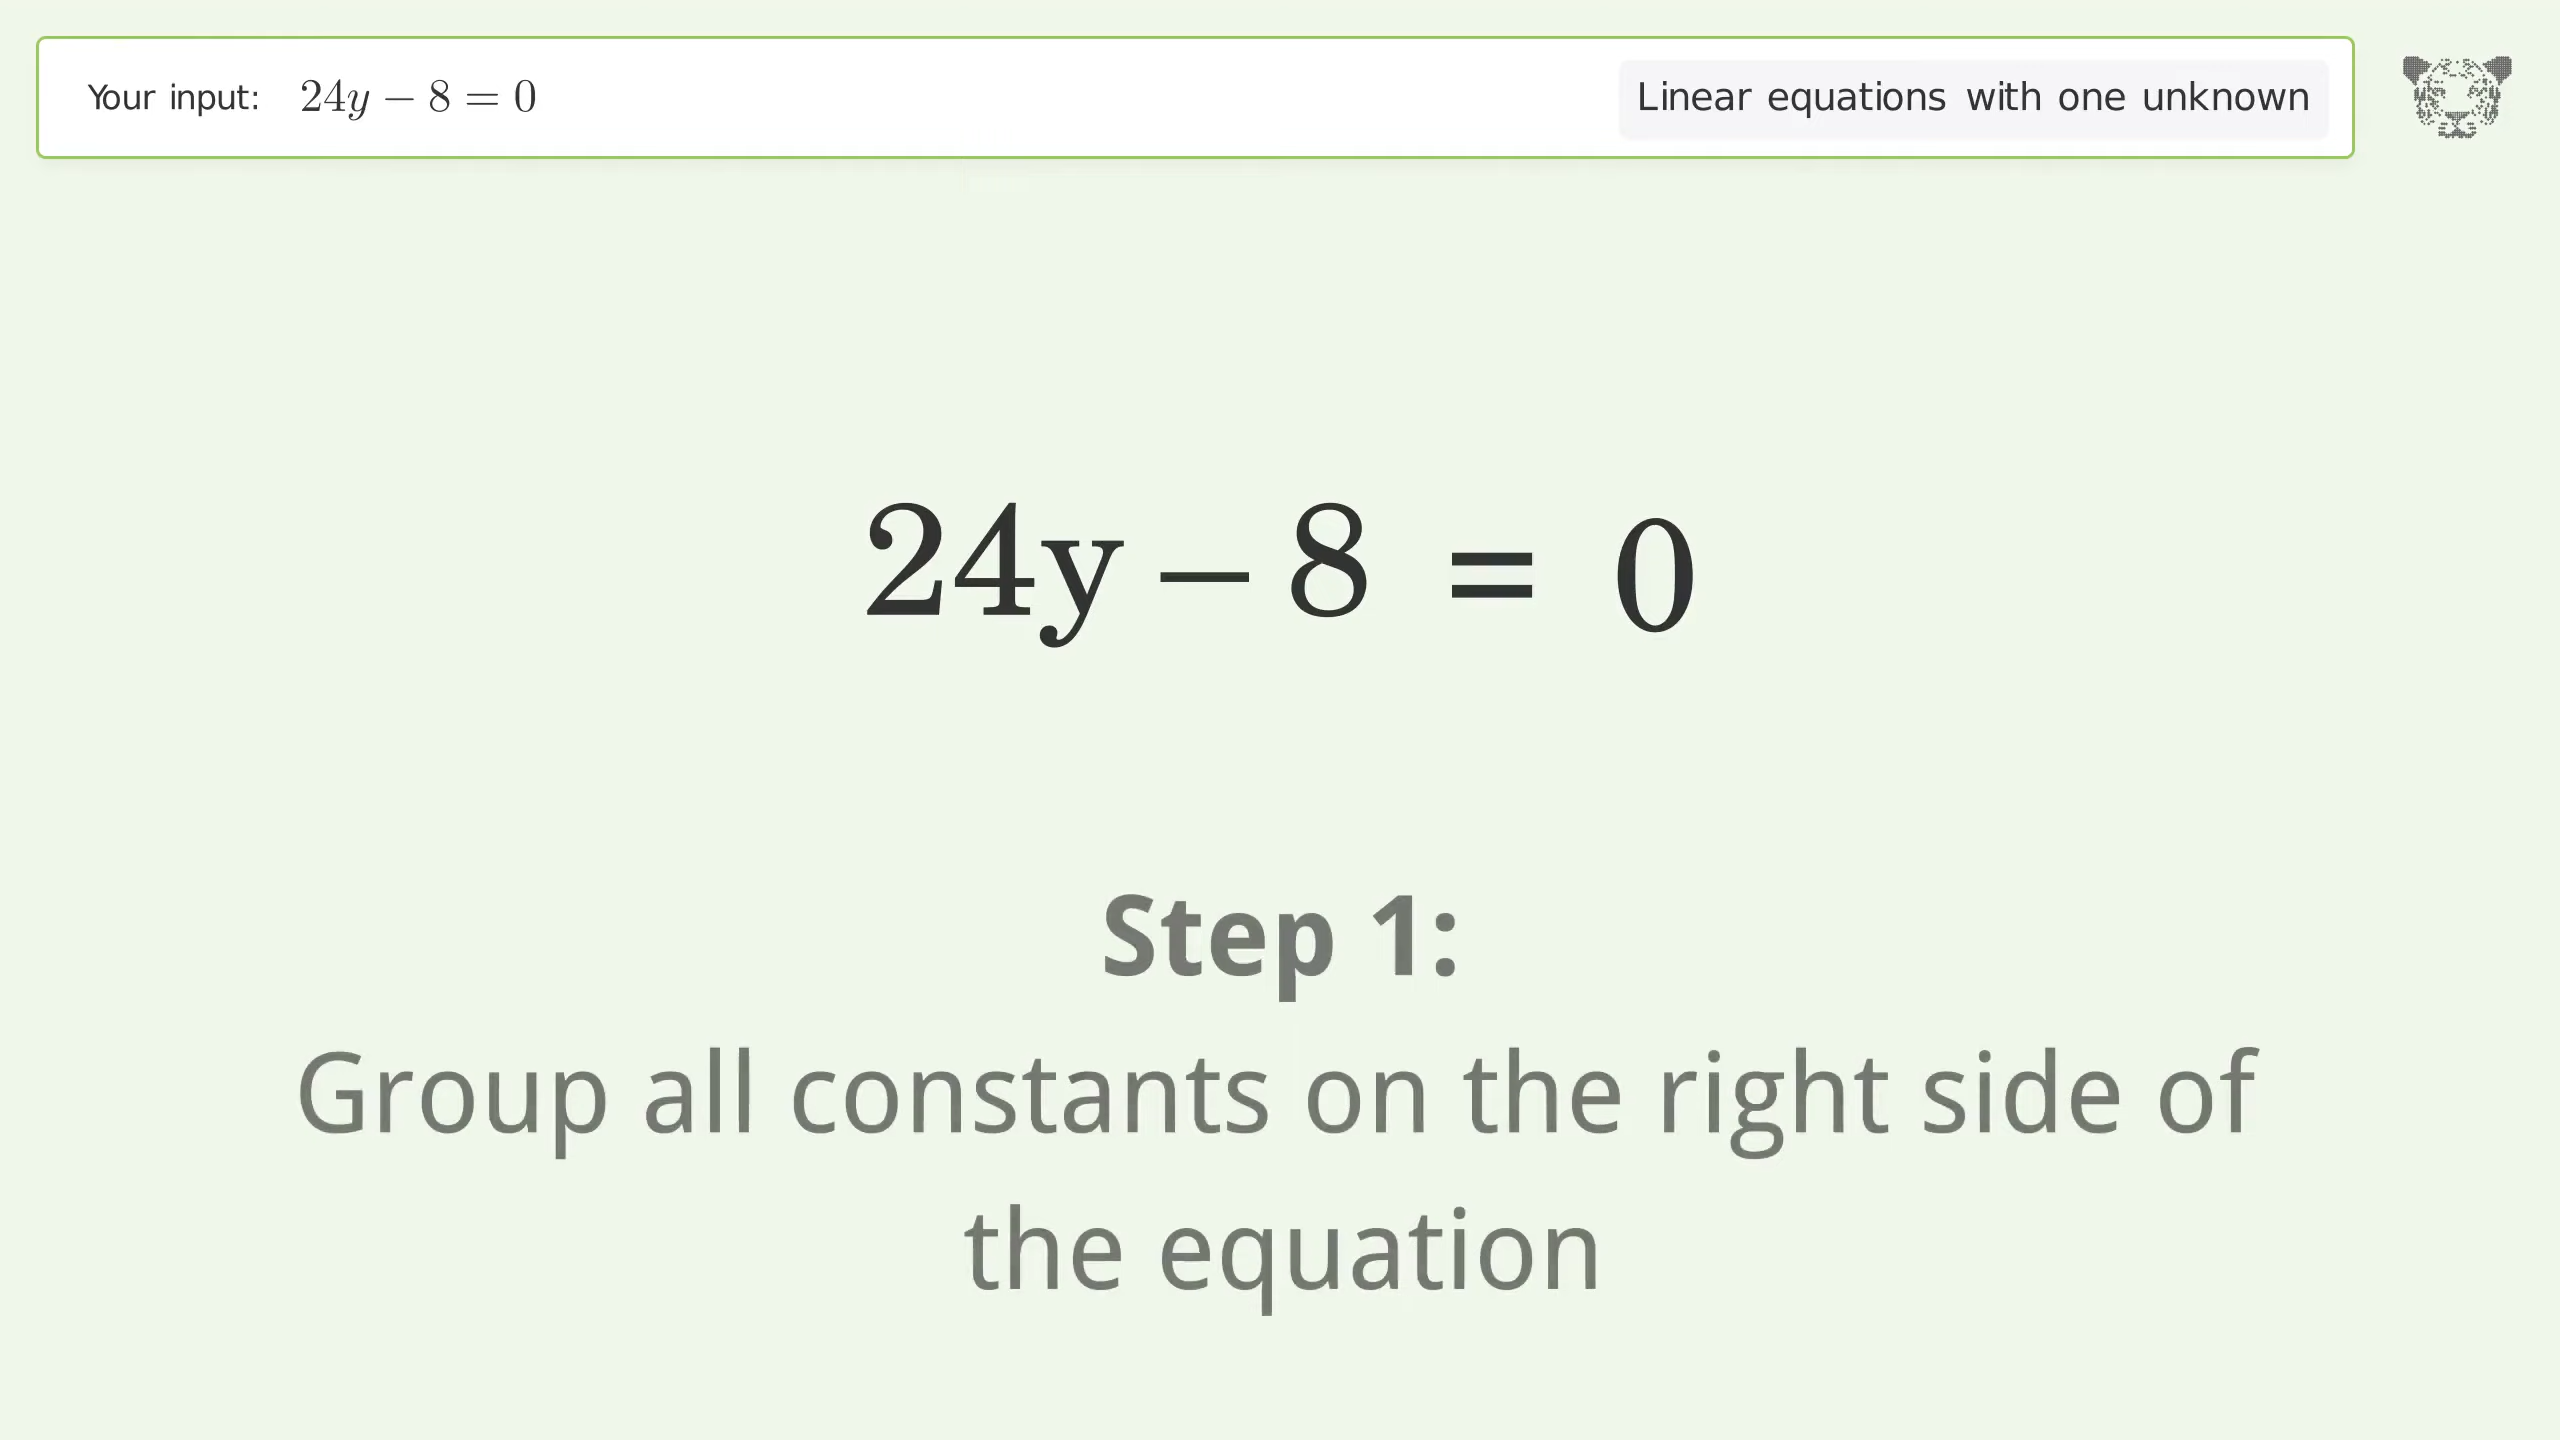 Your input: 24y − 8 = 0
Linear equations with one unknown
24y − 8 = 0
Step 1:
Group all constants on the right side of
the equation